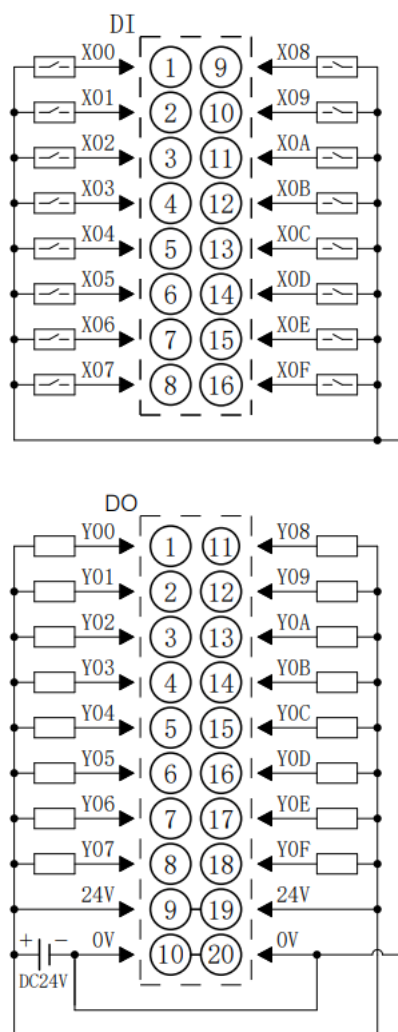 DI
X00 1 9 X08
X01 2 10 X09
X02 3 11 X0A
X03 4 12 X0B
X04 5 13 X0C
X05 6 14 X0D
X06 7 15 X0E
X07 8 16 X0F
DO
Y00 1 11 Y08
Y01 2 12 Y09
Y02 3 13 Y0A
Y03 4 14 Y0B
Y04 5 15 Y0C
Y05 6 16 Y0D
Y06 7 17 Y0E
Y07 8 18 Y0F
24V 9 19 24V
+ - 0V 10 20 0V
DC24V